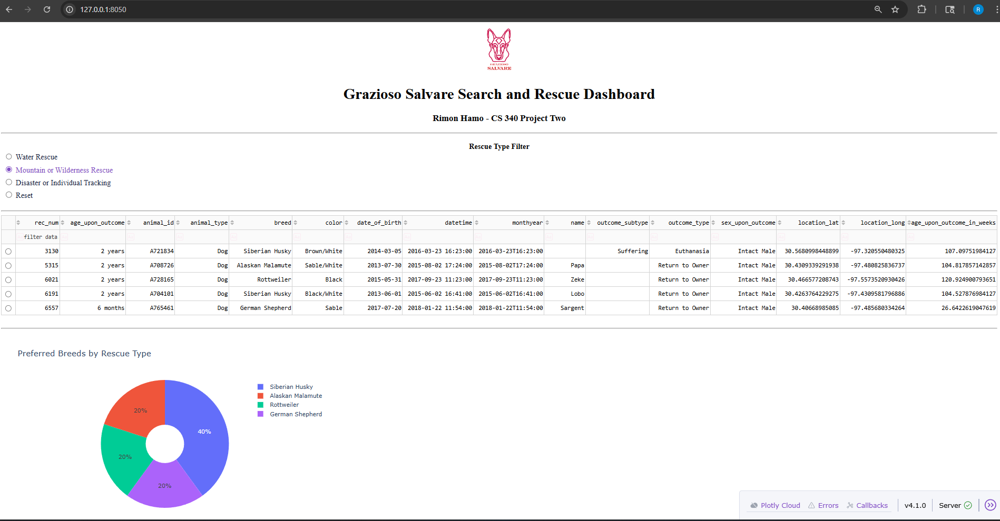 127.0.0.1:8050
R
GRAZIOSO
SALVARE
Grazioso Salvare Search and Rescue Dashboard
Rimon Hamo - CS 340 Project Two
Rescue Type Filter
Water Rescue
Mountain or Wilderness Rescue
Disaster or Individual Tracking
Reset
rec_num age_upon_outcome animal_id animal_type breed color date_of_birth datetime monthyear name outcome_subtype outcome_type sex_upon_outcome location_lat location_long age_upon_outcome_in_weeks
filter data
3130 2 years A721834 Dog Siberian Husky Brown/White 2014-03-05 2016-03-23 16:23:00 2016-03-23T16:23:00 Suffering Euthanasia Intact Male 30.5680998448899 -97.320550480325 107.09751984127
5315 2 years A708726 Dog Alaskan Malamute Sable/White 2013-07-30 2015-08-02 17:24:00 2015-08-02T17:24:00 Papa Return to Owner Intact Male 30.4309339291938 -97.480825836737 104.817857142857
6021 2 years A728165 Dog Rottweiler Black 2015-05-31 2017-09-23 11:23:00 2017-09-23T11:23:00 Zeke Return to Owner Intact Male 30.466577208743 -97.5573520930426 120.924900793651
6191 2 years A704101 Dog Siberian Husky Black/White 2013-06-01 2015-06-02 16:41:00 2015-06-02T16:41:00 Lobo Return to Owner Intact Male 30.4263764229275 -97.4309581796886 104.527876984127
6557 6 months A765461 Dog German Shepherd Sable 2017-07-20 2018-01-22 11:54:00 2018-01-22T11:54:00 Sargent Return to Owner Intact Male 30.40668985085 -97.485680334264 26.6422619047619
Preferred Breeds by Rescue Type
Siberian Husky
Alaskan Malamute
Rottweiler
German Shepherd
20%
40%
20%
20%
Plotly Cloud Errors Callbacks v4.1.0 Server